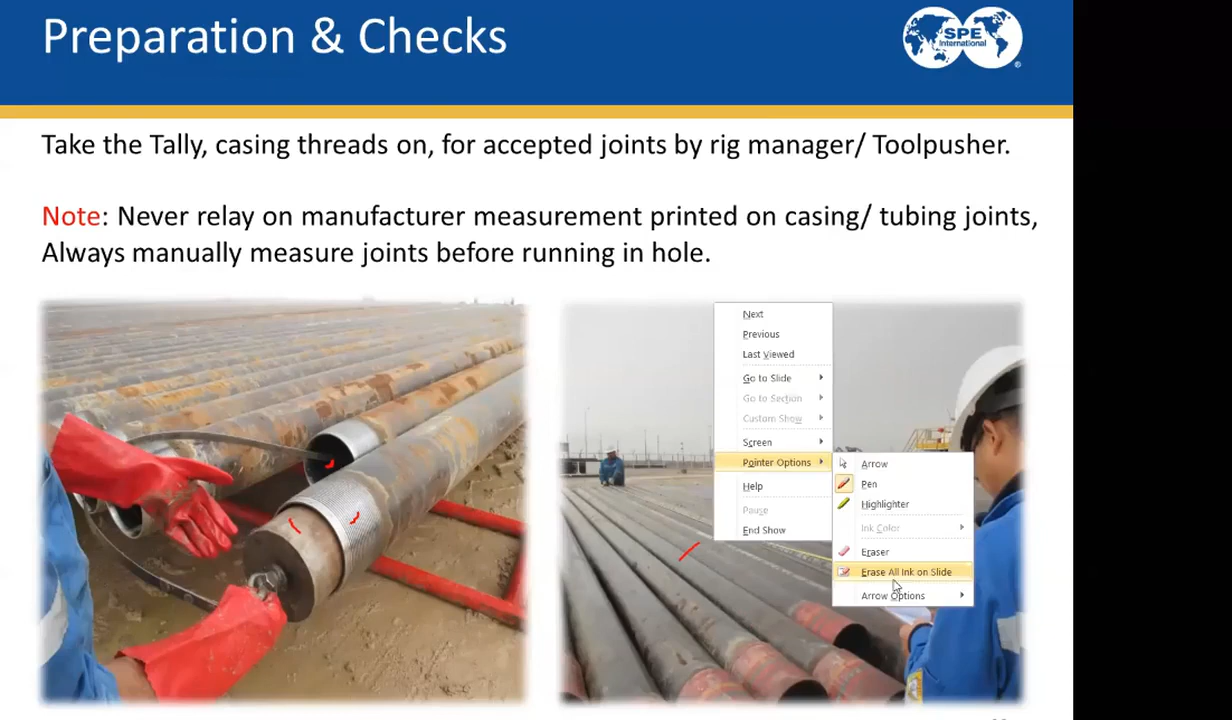 Preparation & Checks
SPE
International
Take the Tally, casing threads on, for accepted joints by rig manager/ Toolpusher.
Note: Never relay on manufacturer measurement printed on casing/ tubing joints,
Always manually measure joints before running in hole.
Next
Previous
Last Viewed
Go to Slide
Go to Section
Custom Show
Screen
Pointer Options
Help
Pause
End Show
Arrow
Pen
Highlighter
Ink Color
Eraser
Erase All Ink on Slide
Arrow Options